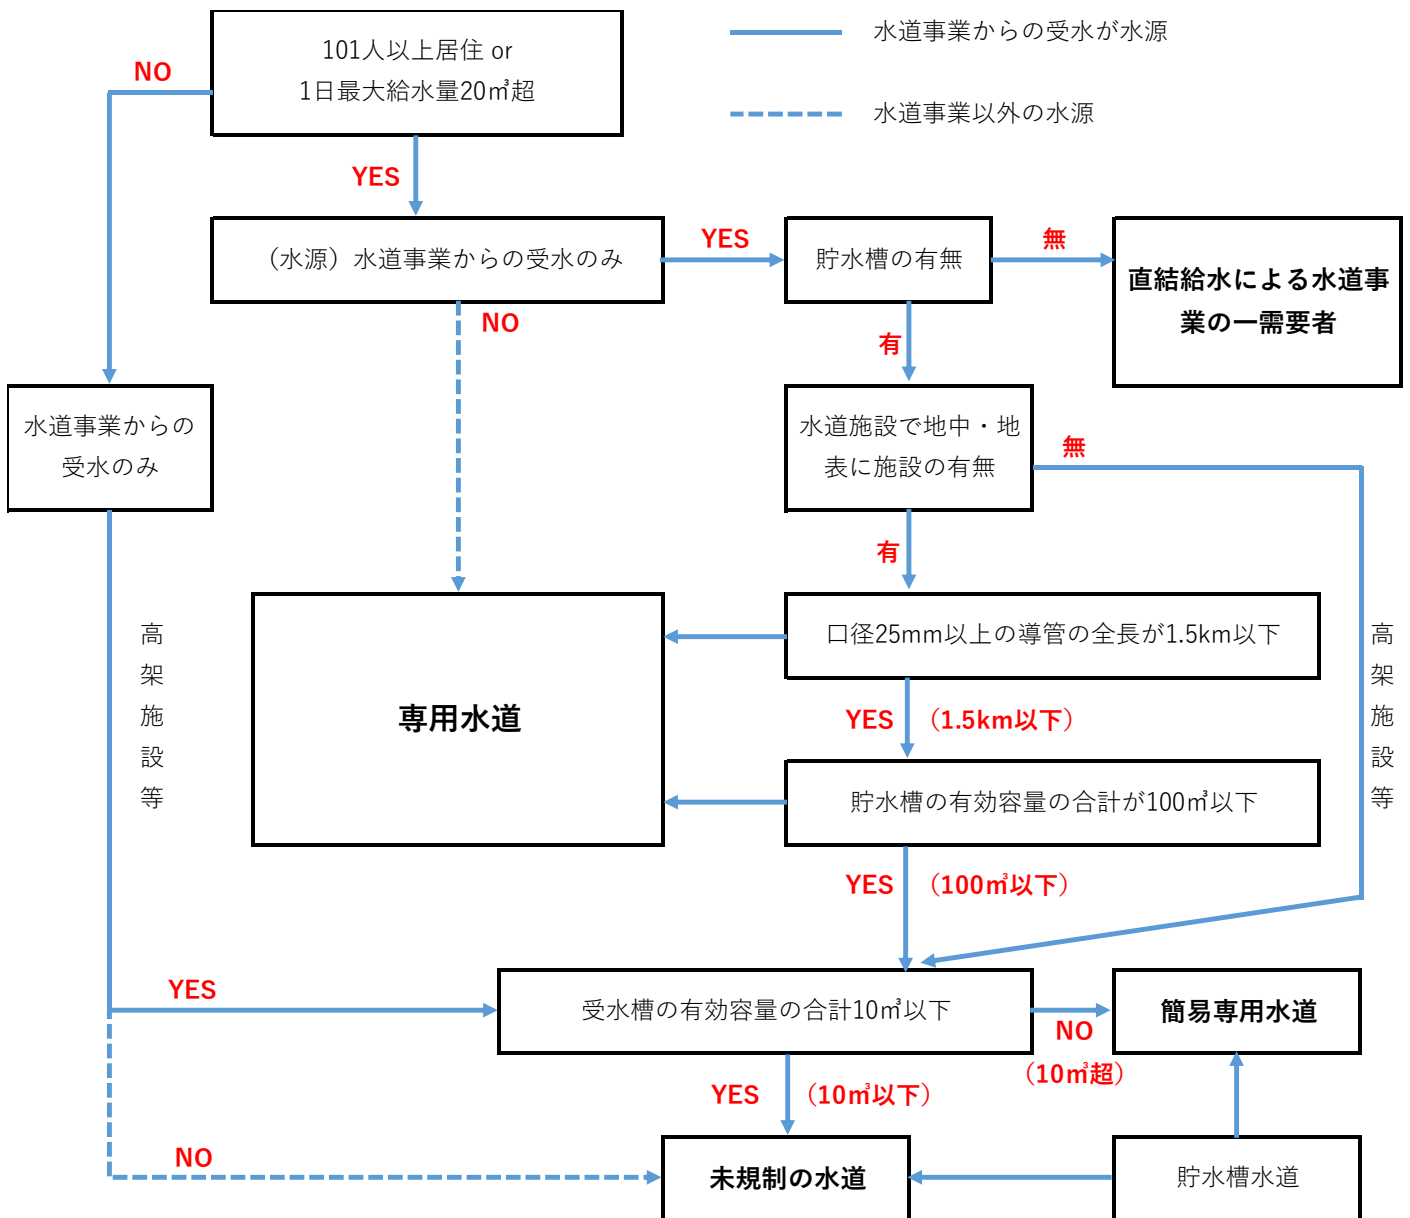 101人以上居住 or
1日最大給水量20㎥超
水道事業からの受水が水源
水道事業以外の水源
NO
YES
（水源）水道事業からの受水のみ
YES
貯水槽の有無
無
直結給水による水道事
業の一需要者
NO
有
水道事業からの
受水のみ
水道施設で地中・地
表に施設の有無
無
有
高架施設等
専用水道
口径25mm以上の導管の全長が1.5km以下
高架施設等
YES （1.5km以下）
貯水槽の有効容量の合計が100㎥以下
YES （100㎥以下）
YES
受水槽の有効容量の合計10㎥以下
NO
（10㎥超）
簡易専用水道
YES （10㎥以下）
NO
未規制の水道
貯水槽水道